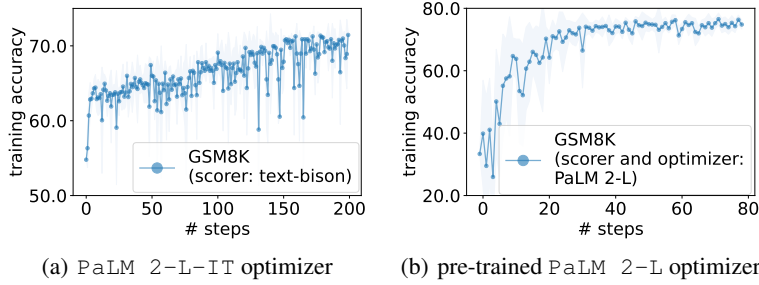 70.0
60.0
50.0
training accuracy
0
50
100
150
200
# steps
GSM8K
(scorer: text-bison)
(a) PaLM 2-L-IT optimizer
80.0
60.0
40.0
20.0
training accuracy
0
20
40
60
80
# steps
GSM8K
(scorer and optimizer:
PaLM 2-L)
(b) pre-trained PaLM 2-L optimizer